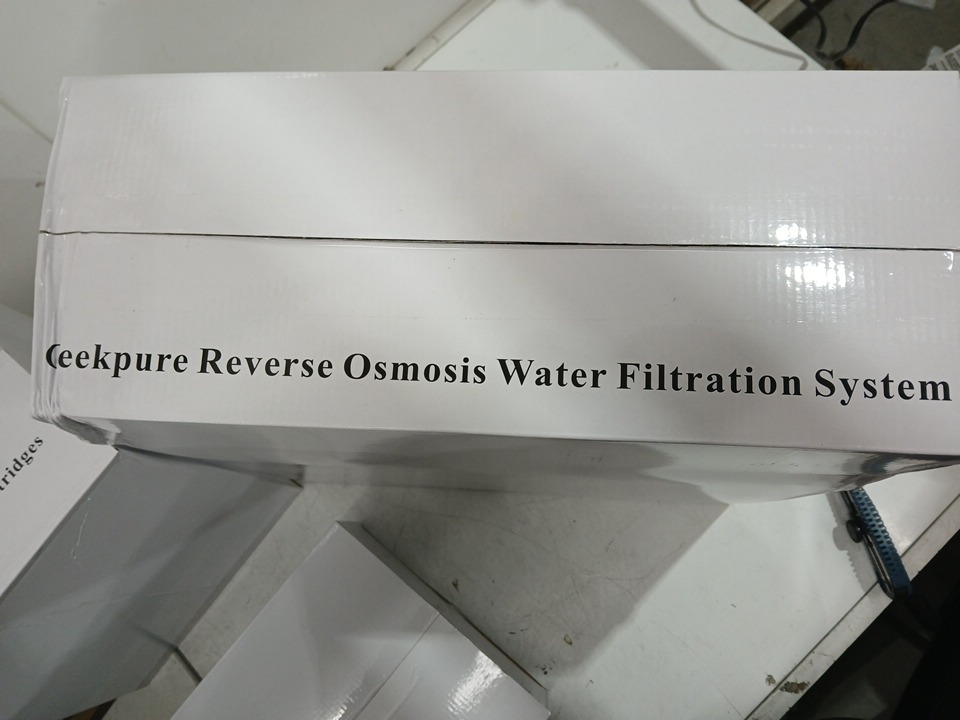 Geekpure Reverse Osmosis Water Filtration System
tridges